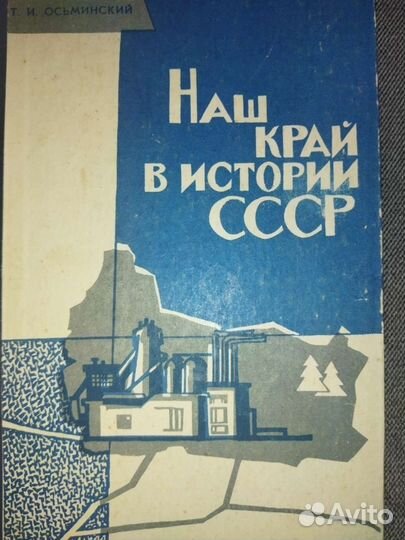 Т. И. ОСЬМИНСКИЙ
НАШ
КРАЙ
В ИСТОРИИ
СССР
Avito